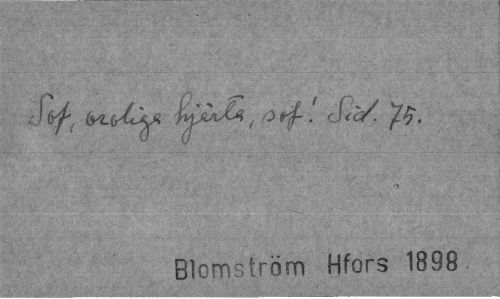 Sof, oroliga hjärta, sof! Sid. 75.
Blomström Hfors 1898